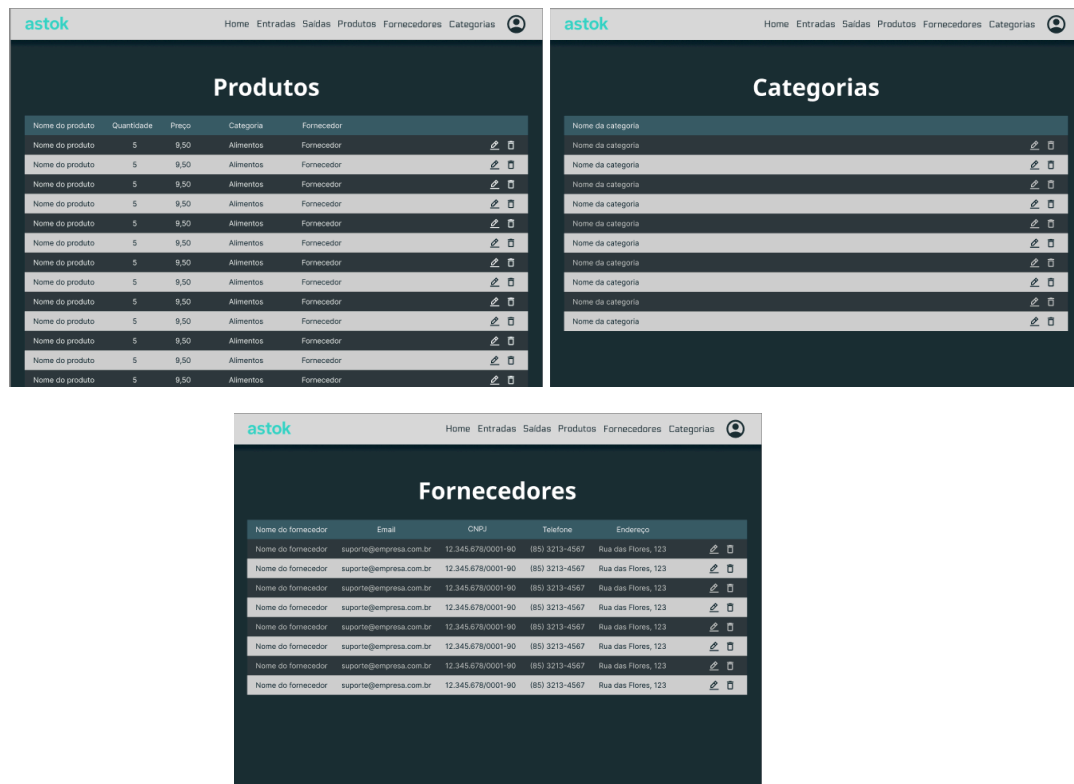 astok Home Entradas Saídas Produtos Fornecedores Categorias
Produtos
Nome do produto Quantidade Preço Categoria Fornecedor
Nome do produto 5 9,50 Alimentos Fornecedor
Nome do produto 5 9,50 Alimentos Fornecedor
Nome do produto 5 9,50 Alimentos Fornecedor
Nome do produto 5 9,50 Alimentos Fornecedor
Nome do produto 5 9,50 Alimentos Fornecedor
Nome do produto 5 9,50 Alimentos Fornecedor
Nome do produto 5 9,50 Alimentos Fornecedor
Nome do produto 5 9,50 Alimentos Fornecedor
Nome do produto 5 9,50 Alimentos Fornecedor
Nome do produto 5 9,50 Alimentos Fornecedor
Nome do produto 5 9,50 Alimentos Fornecedor
Nome do produto 5 9,50 Alimentos Fornecedor
Nome do produto 5 9,50 Alimentos Fornecedor
astok Home Entradas Saídas Produtos Fornecedores Categorias
Categorias
Nome da categoria
Nome da categoria
Nome da categoria
Nome da categoria
Nome da categoria
Nome da categoria
Nome da categoria
Nome da categoria
Nome da categoria
Nome da categoria
Nome da categoria
astok Home Entradas Saídas Produtos Fornecedores Categorias
Fornecedores
Nome do fornecedor Email CNPJ Telefone Endereço
Nome do fornecedor suporte@empresa.com.br 12.345.678/0001-90 (85) 3213-4567 Rua das Flores, 123
Nome do fornecedor suporte@empresa.com.br 12.345.678/0001-90 (85) 3213-4567 Rua das Flores, 123
Nome do fornecedor suporte@empresa.com.br 12.345.678/0001-90 (85) 3213-4567 Rua das Flores, 123
Nome do fornecedor suporte@empresa.com.br 12.345.678/0001-90 (85) 3213-4567 Rua das Flores, 123
Nome do fornecedor suporte@empresa.com.br 12.345.678/0001-90 (85) 3213-4567 Rua das Flores, 123
Nome do fornecedor suporte@empresa.com.br 12.345.678/0001-90 (85) 3213-4567 Rua das Flores, 123
Nome do fornecedor suporte@empresa.com.br 12.345.678/0001-90 (85) 3213-4567 Rua das Flores, 123
Nome do fornecedor suporte@empresa.com.br 12.345.678/0001-90 (85) 3213-4567 Rua das Flores, 123